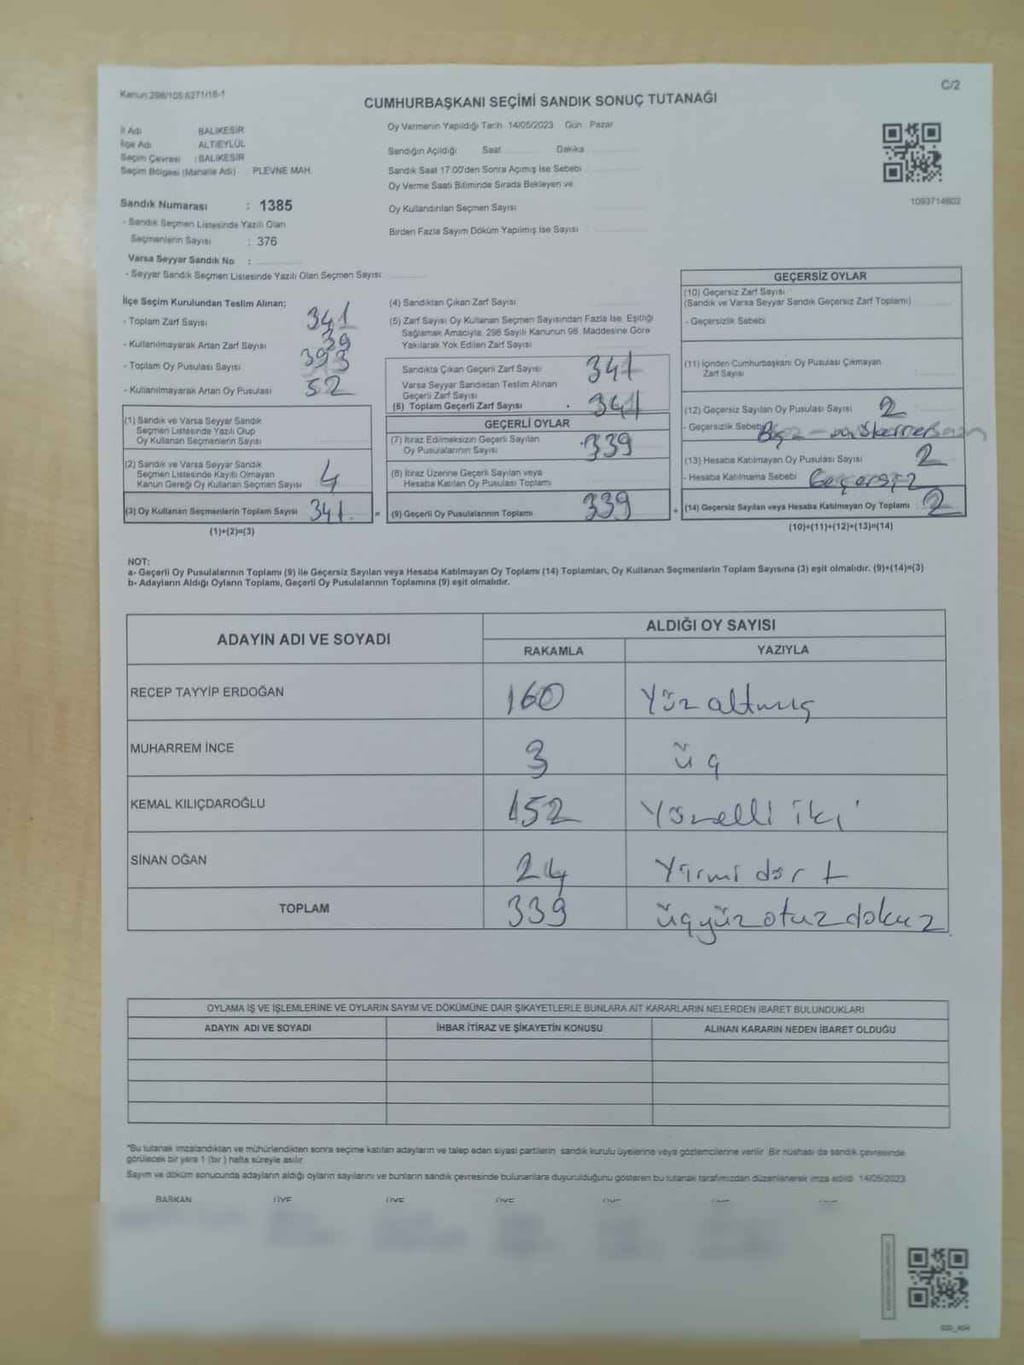 Kanun:298/105 6271/16-1
C/2
CUMHURBAŞKANI SEÇİMİ SANDIK SONUÇ TUTANAĞI
İl Adı BALIKESİR
İlçe Adı ALTIEYLÜL
Seçim Çevresi : BALIKESİR
Seçim Bölgesi (Mahalle Adı) : PLEVNE MAH.
Sandık Numarası : 1385
- Sandık Seçmen Listesinde Yazılı Olan
Seçmenlerin Sayısı : 376
Varsa Seyyar Sandık No :
- Seyyar Sandık Seçmen Listesinde Yazılı Olan Seçmen Sayısı
Oy Vermenin Yapıldığı Tarih 14/05/2023 Gün : Pazar
Sandığın Açıldığı Saat Dakika
Sandık Saat 17:00'den Sonra Açımış İse Sebebi
Oy Verme Saati Bitiminde Sırada Bekleyen ve
Oy Kullandırılan Seçmen Sayısı
Birden Fazla Sayım Döküm Yapılmış İse Sayısı
1093714802
İlçe Seçim Kurulundan Teslim Alınan;
- Toplam Zarf Sayısı 341
- Kullanılmayarak Artan Zarf Sayısı 39
- Toplam Oy Pusulası Sayısı 393
- Kullanılmayarak Artan Oy Pusulası 52
(1) Sandık ve Varsa Seyyar Sandık
Seçmen Listesinde Yazılı Olup
Oy Kullanan Seçmenlerin Sayısı
(2) Sandık ve Varsa Seyyar Sandık
Seçmen Listesinde Kayıtlı Olmayan
Kanun Gereği Oy Kullanan Seçmen Sayısı 4
(3) Oy Kullanan Seçmenlerin Toplam Sayısı 341
(1)+(2)=(3)
(4) Sandıktan Çıkan Zarf Sayısı
(5) Zarf Sayısı Oy Kullanan Seçmen Sayısından Fazla İse, Eşitliği
Sağlamak Amacıyla, 298 Sayılı Kanunun 98. Maddesine Göre
Yakılarak Yok Edilen Zarf Sayısı
Sandıkta Çıkan Geçerli Zarf Sayısı 341
Varsa Seyyar Sandıktan Teslim Alınan
Geçerli Zarf Sayısı
(6) Toplam Geçerli Zarf Sayısı 341
GEÇERLİ OYLAR
(7) İtiraz Edilmeksizin Geçerli Sayılan
Oy Pusulalarının Sayısı 339
(8) İtiraz Üzerine Geçerli Sayılan veya
Hesaba Katılan Oy Pusulası Toplamı
= (9) Geçerli Oy Pusulalarının Toplamı 339
GEÇERSİZ OYLAR
(10) Geçersiz Zarf Sayısı
(Sandık ve Varsa Seyyar Sandık Geçersiz Zarf Toplamı)
- Geçersizlik Sebebi
(11) İçinden Cumhurbaşkanı Oy Pusulası Çıkmayan
Zarf Sayısı
(12) Geçersiz Sayılan Oy Pusulası Sayısı 2
- Geçersizlik Sebebi
(13) Hesaba Katılmayan Oy Pusulası Sayısı 2
- Hesaba Katılmama Sebebi Geçersiz
+ (14) Geçersiz Sayılan veya Hesaba Katılmayan Oy Toplamı 2
(10)+(11)+(12)+(13)=(14)
NOT:
a- Geçerli Oy Pusulalarının Toplamı (9) ile Geçersiz Sayılan veya Hesaba Katılmayan Oy Toplamı (14) Toplamları, Oy Kullanan Seçmenlerin Toplam Sayısına (3) eşit olmalıdır. (9)+(14)=(3)
b- Adayların Aldığı Oyların Toplamı, Geçerli Oy Pusulalarının Toplamına (9) eşit olmalıdır.
ADAYIN ADI VE SOYADI ALDIĞI OY SAYISI
RAKAMLA YAZIYLA
RECEP TAYYİP ERDOĞAN 160 Yüz altmış
MUHARREM İNCE 3 üç
KEMAL KILIÇDAROĞLU 152 Yüzelli iki
SİNAN OĞAN 24 Yirmi dört
TOPLAM 339 üçyüzotuzdokuz
OYLAMA İŞ VE İŞLEMLERİNE VE OYLARIN SAYIM VE DÖKÜMÜNE DAİR ŞİKAYETLERLE BUNLARA AİT KARARLARIN NELERDEN İBARET BULUNDUKLARI
ADAYIN ADI VE SOYADI İHBAR İTİRAZ VE ŞİKAYETİN KONUSU ALINAN KARARIN NEDEN İBARET OLDUĞU
"Bu tutanak imzalandıktan ve mühürlendikten sonra seçime katılan adayların ve talep eden siyasi partilerin sandık kurulu üyelerine veya gözlemcilerine verilir. Bir nüshası da sandık çevresinde
görülecek bir yere 1 (bir) hafta süreyle asılır.
Sayım ve döküm sonucunda adayların aldığı oyların sayılarını ve bunların sandık çevresinde bulunanlara duyurulduğunu gösteren bu tutanak tarafımızdan düzenlenerek imza edildi 14/05/2023
BAŞKAN ÜYE ÜYE ÜYE ÜYE ÜYE